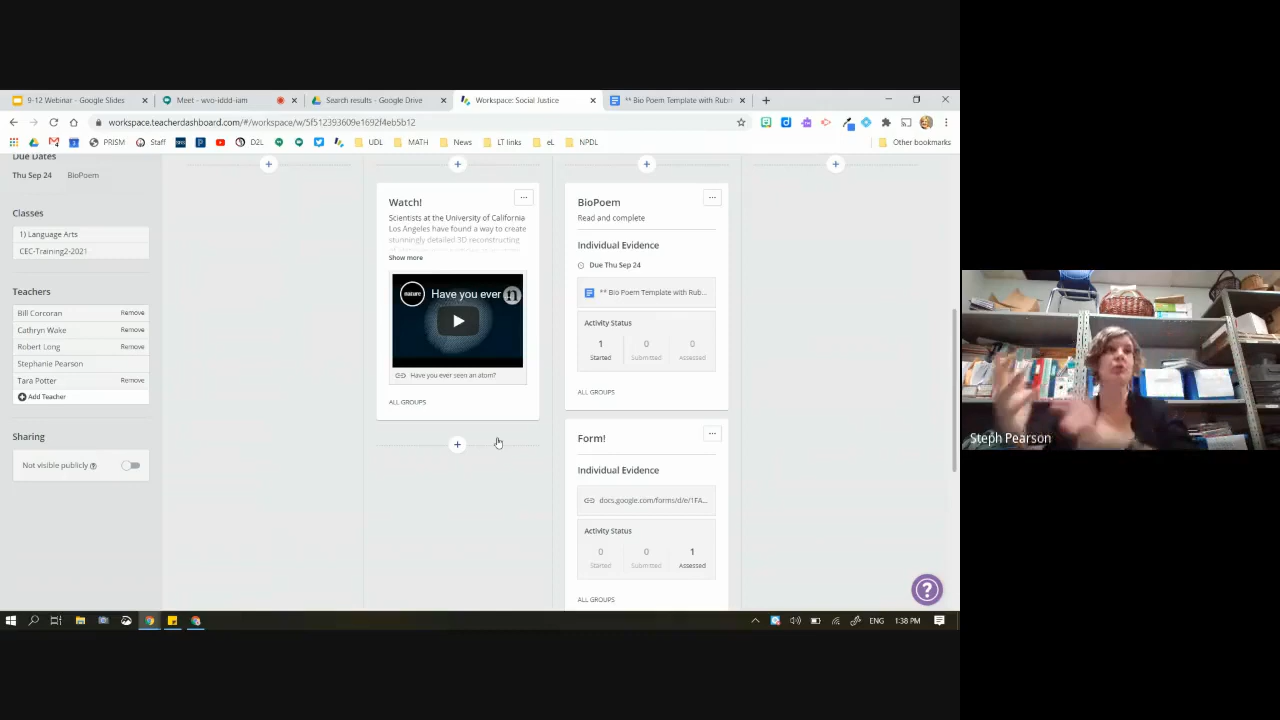 9-12 Webinar - Google Slides
Meet - wvo-iddd-iam
Search results - Google Drive
Workspace: Social Justice
** Bio Poem Template with Rubri
workspace.teacherdashboard.com/#/workspace/w/5f512393609e1692f4eb5b12
PRISM
Staff
D2L
UDL
MATH
News
LT links
eL
NPDL
Other bookmarks
Due Dates
Thu Sep 24 BioPoem
Classes
1) Language Arts
CEC-Training2-2021
Teachers
Bill Corcoran Remove
Cathryn Wake Remove
Robert Long Remove
Stephanie Pearson
Tara Potter Remove
Add Teacher
Sharing
Not visible publicly
Watch!
Scientists at the University of California
Los Angeles have found a way to create
stunningly detailed 3D reconstructing
Show more
nature
Have you ever
Have you ever seen an atom?
ALL GROUPS
BioPoem
Read and complete
Individual Evidence
Due Thu Sep 24
** Bio Poem Template with Rub...
Activity Status
1 0 0
Started Submitted Assessed
ALL GROUPS
Form!
Individual Evidence
docs.google.com/forms/d/e/1FA...
Activity Status
0 0 1
Started Submitted Assessed
ALL GROUPS
ENG
1:38 PM
Steph Pearson